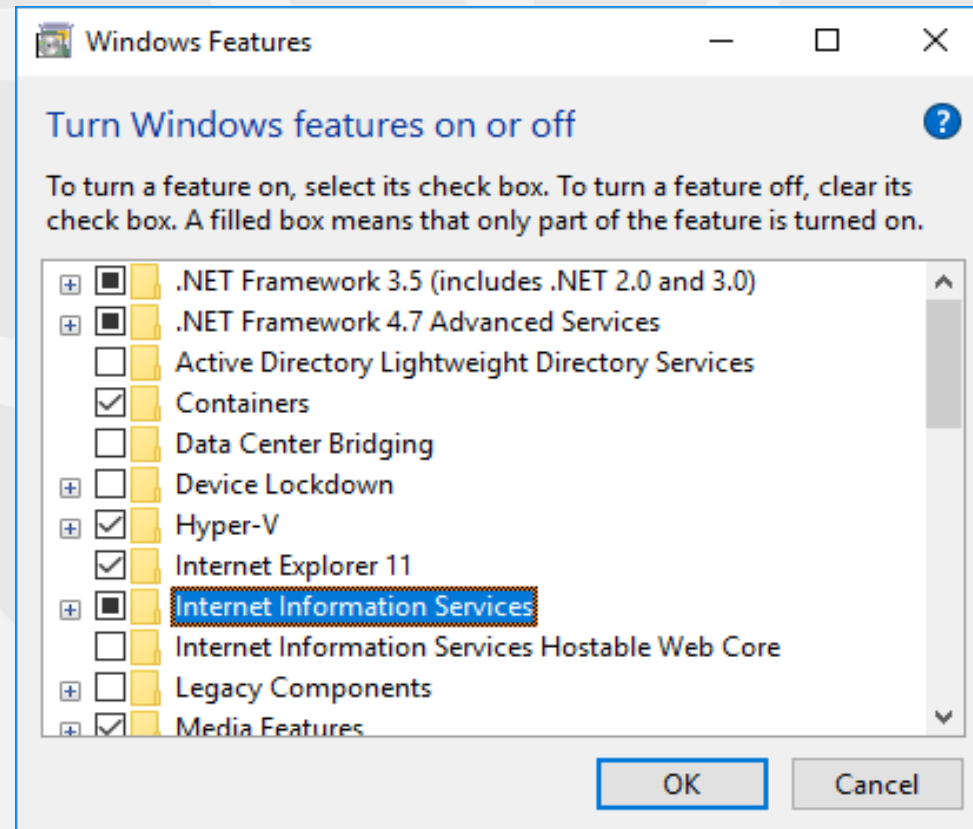 Windows Features
Turn Windows features on or off
To turn a feature on, select its check box. To turn a feature off, clear its
check box. A filled box means that only part of the feature is turned on.
.NET Framework 3.5 (includes .NET 2.0 and 3.0)
.NET Framework 4.7 Advanced Services
Active Directory Lightweight Directory Services
Containers
Data Center Bridging
Device Lockdown
Hyper-V
Internet Explorer 11
Internet Information Services
Internet Information Services Hostable Web Core
Legacy Components
Media Features
OK Cancel